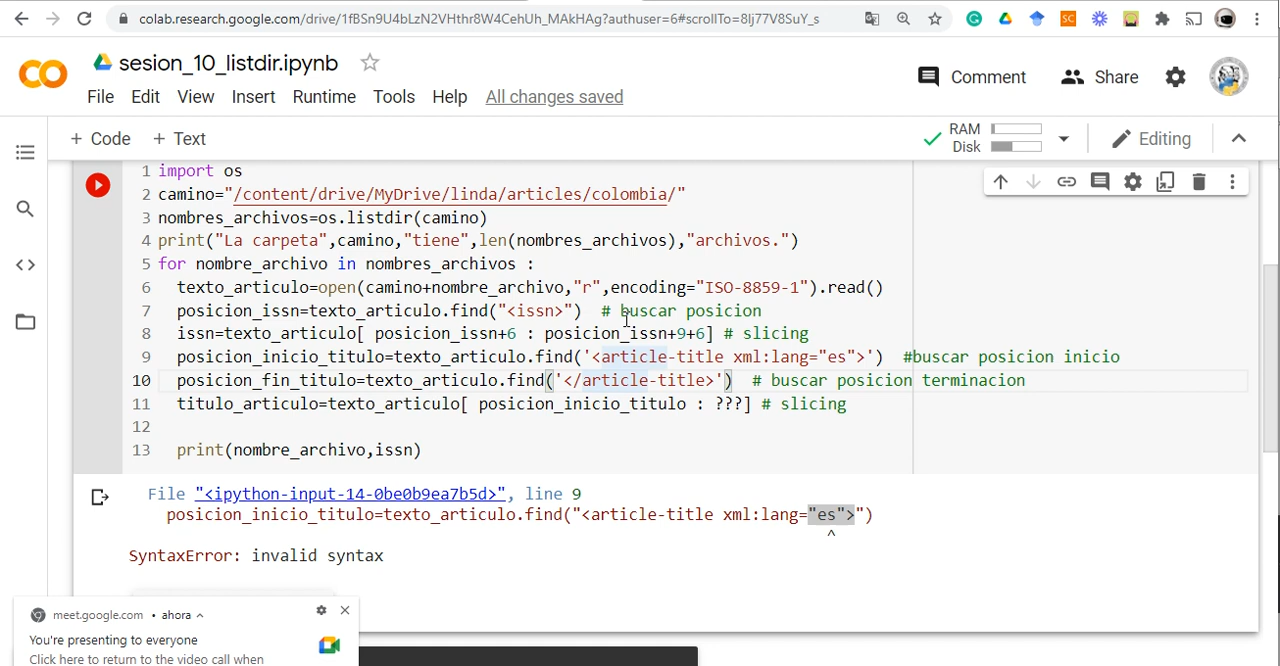 colab.research.google.com/drive/1fBSn9U4bLzN2VHthr8W4CehUh_MAkHAg?authuser=6#scrollTo=8Ij77V8SuY_s
SC
CO
sesion_10_listdir.ipynb
Comment
Share
File Edit View Insert Runtime Tools Help All changes saved
+ Code + Text
RAM
Disk
Editing
1 import os
2 camino="/content/drive/MyDrive/linda/articles/colombia/"
3 nombres_archivos=os.listdir(camino)
4 print("La carpeta",camino,"tiene",len(nombres_archivos),"archivos.")
5 for nombre_archivo in nombres_archivos :
6 texto_articulo=open(camino+nombre_archivo,"r",encoding="ISO-8859-1").read()
7 posicion_issn=texto_articulo.find("<issn>") # buscar posicion
8 issn=texto_articulo[ posicion_issn+6 : posicion_issn+9+6] # slicing
9 posicion_inicio_titulo=texto_articulo.find('<article-title xml:lang="es">') #buscar posicion inicio
10 posicion_fin_titulo=texto_articulo.find('</article-title>') # buscar posicion terminacion
11 titulo_articulo=texto_articulo[ posicion_inicio_titulo : ???] # slicing
12
13 print(nombre_archivo,issn)
File "<ipython-input-14-0be0b9ea7b5d>", line 9
posicion_inicio_titulo=texto_articulo.find("<article-title xml:lang="es">")
^
SyntaxError: invalid syntax
meet.google.com • ahora
You're presenting to everyone
Click here to return to the video call when